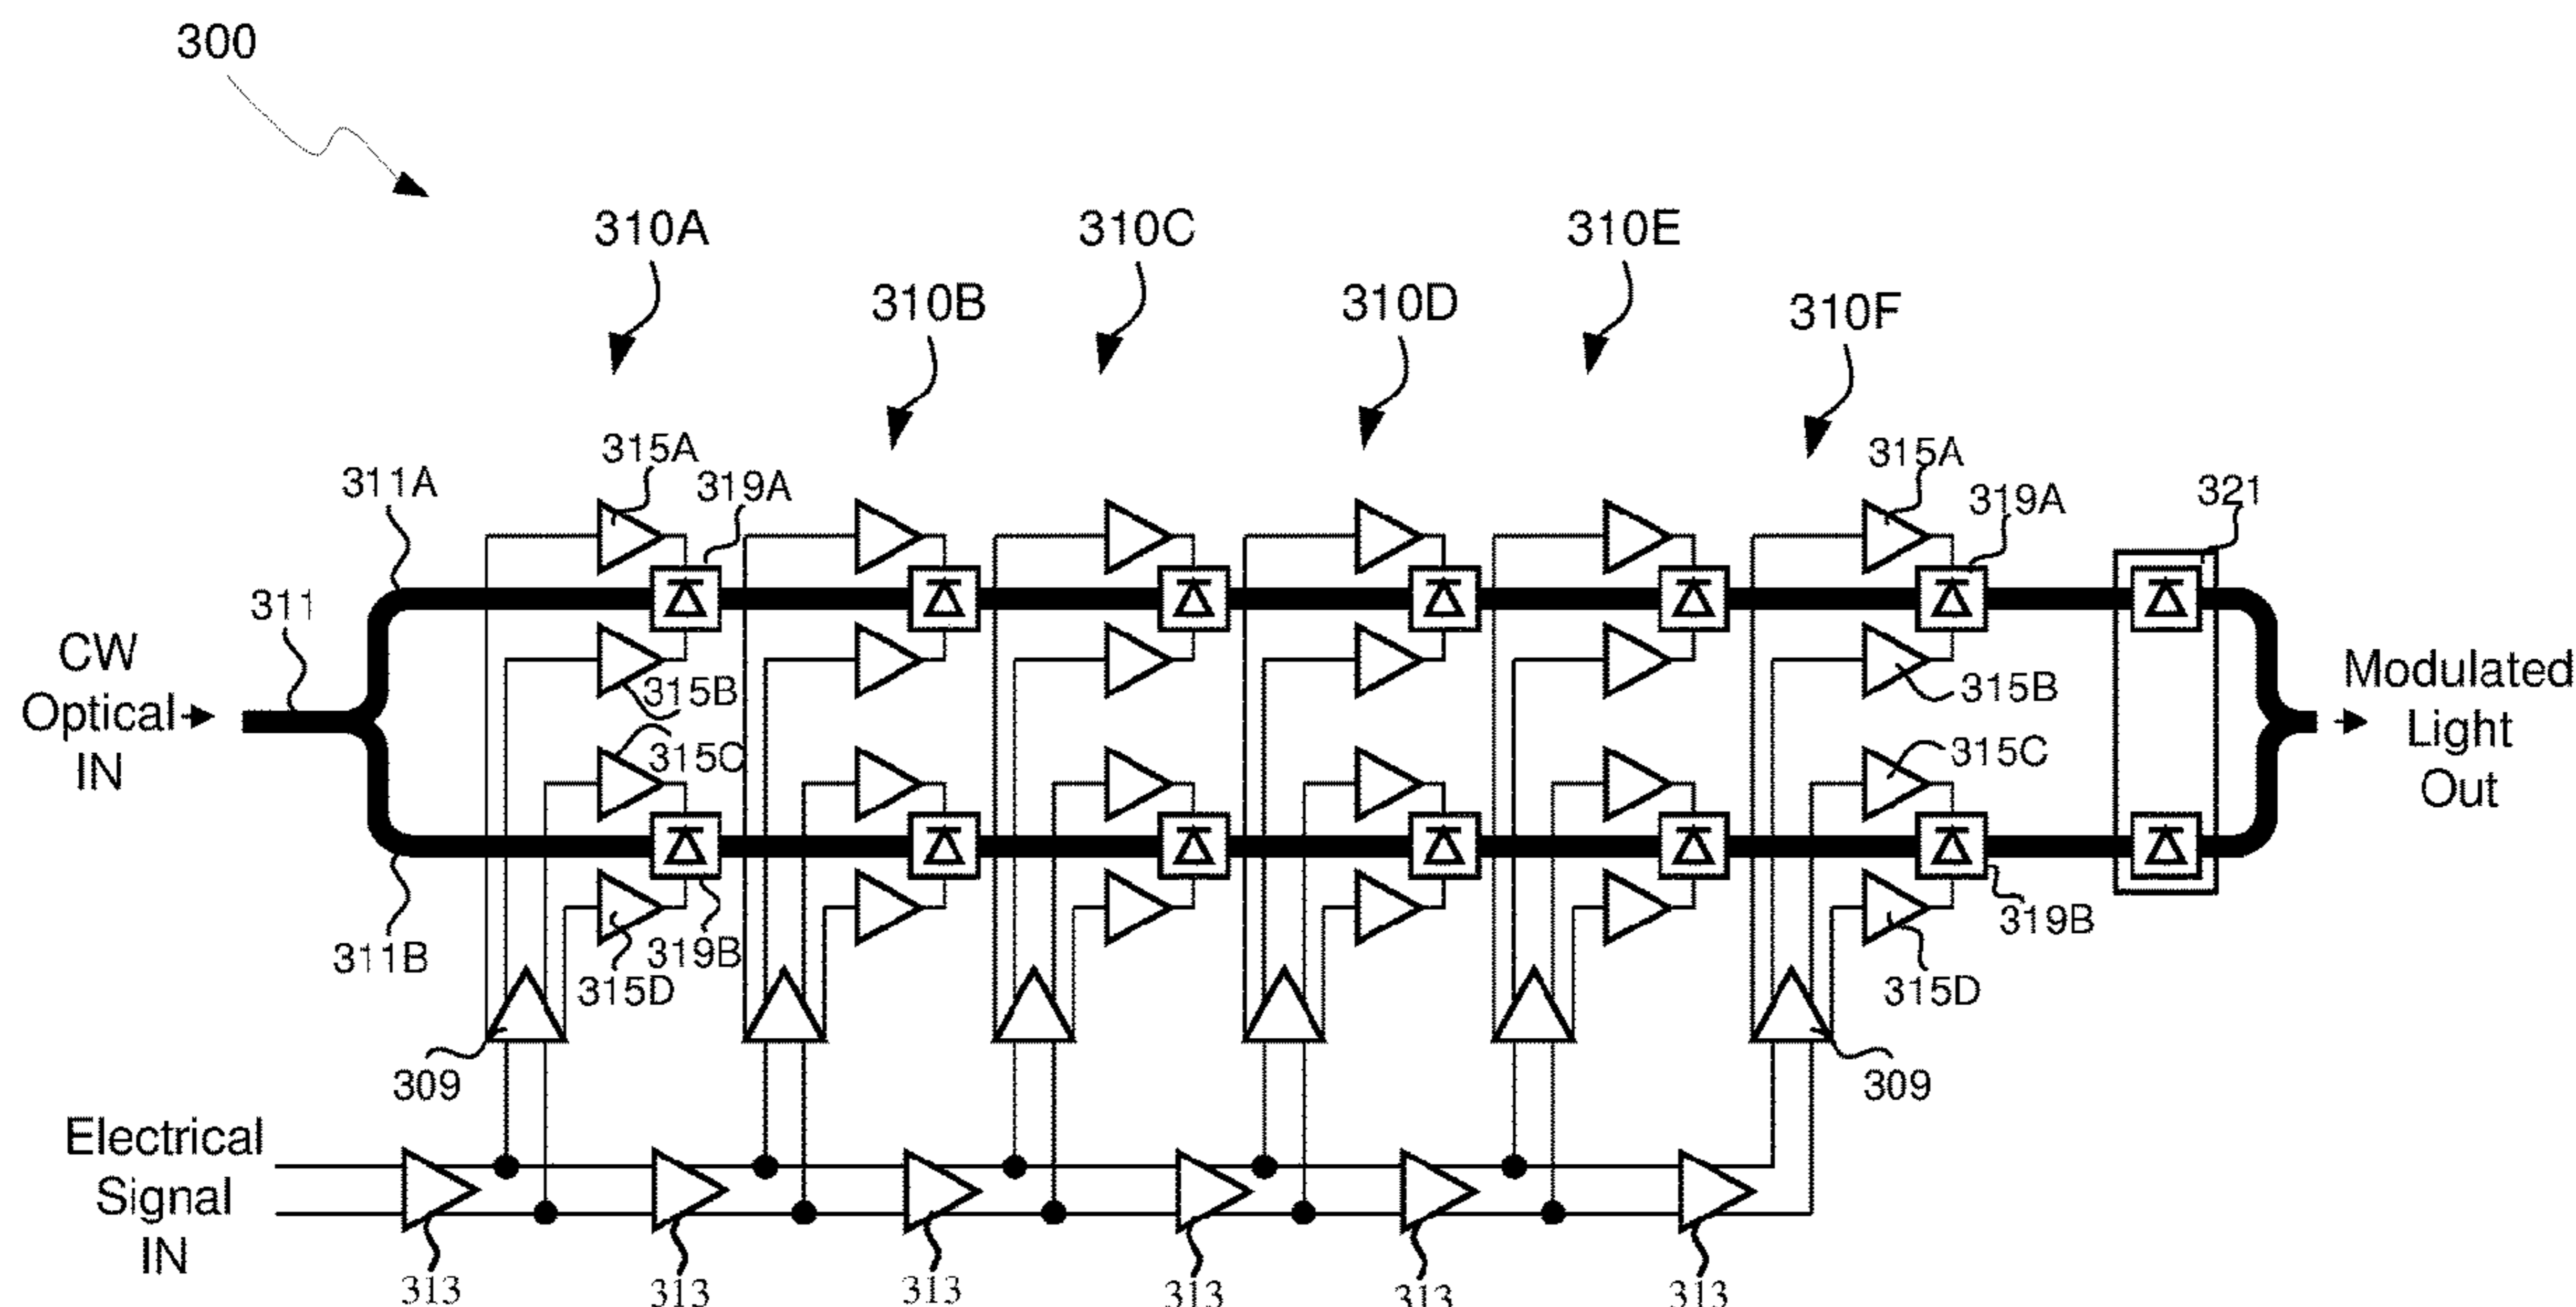 300
310A
310C
310E
310B
310D
310F
315A
319A
315A
319A
321
311A
311
CW
Optical
IN
315B
315C
315B
315C
Modulated
Light
Out
311B
319B
315D
319B
315D
309
309
Electrical
Signal
IN
313
313
313
313
313
313